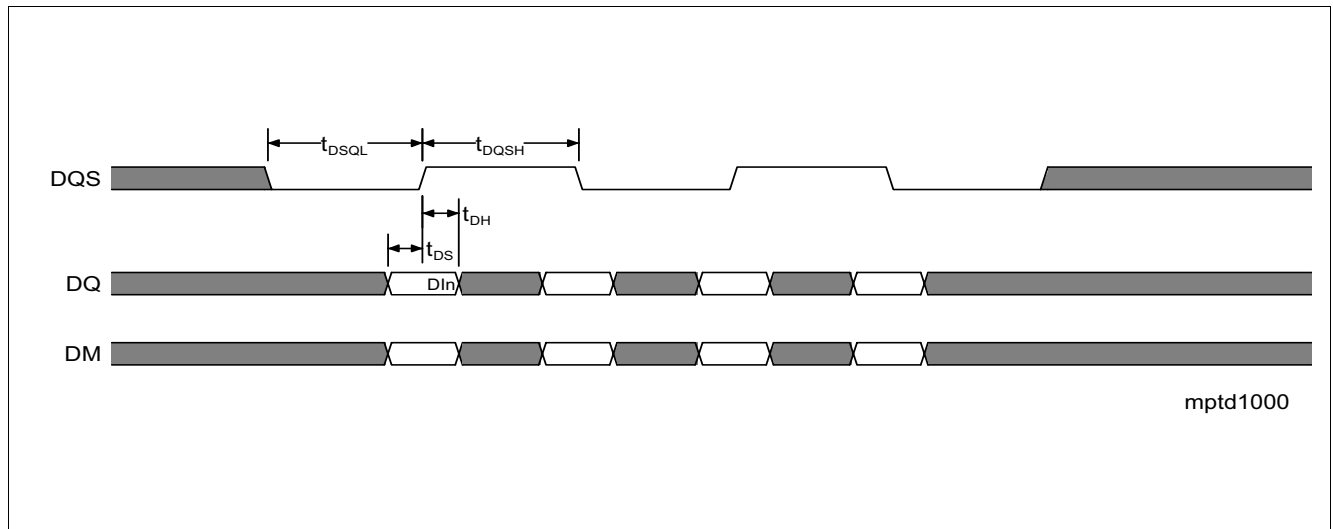 tDSQL tDQSH
DQS
tDH
tDS
DQ DIn
DM
mptd1000